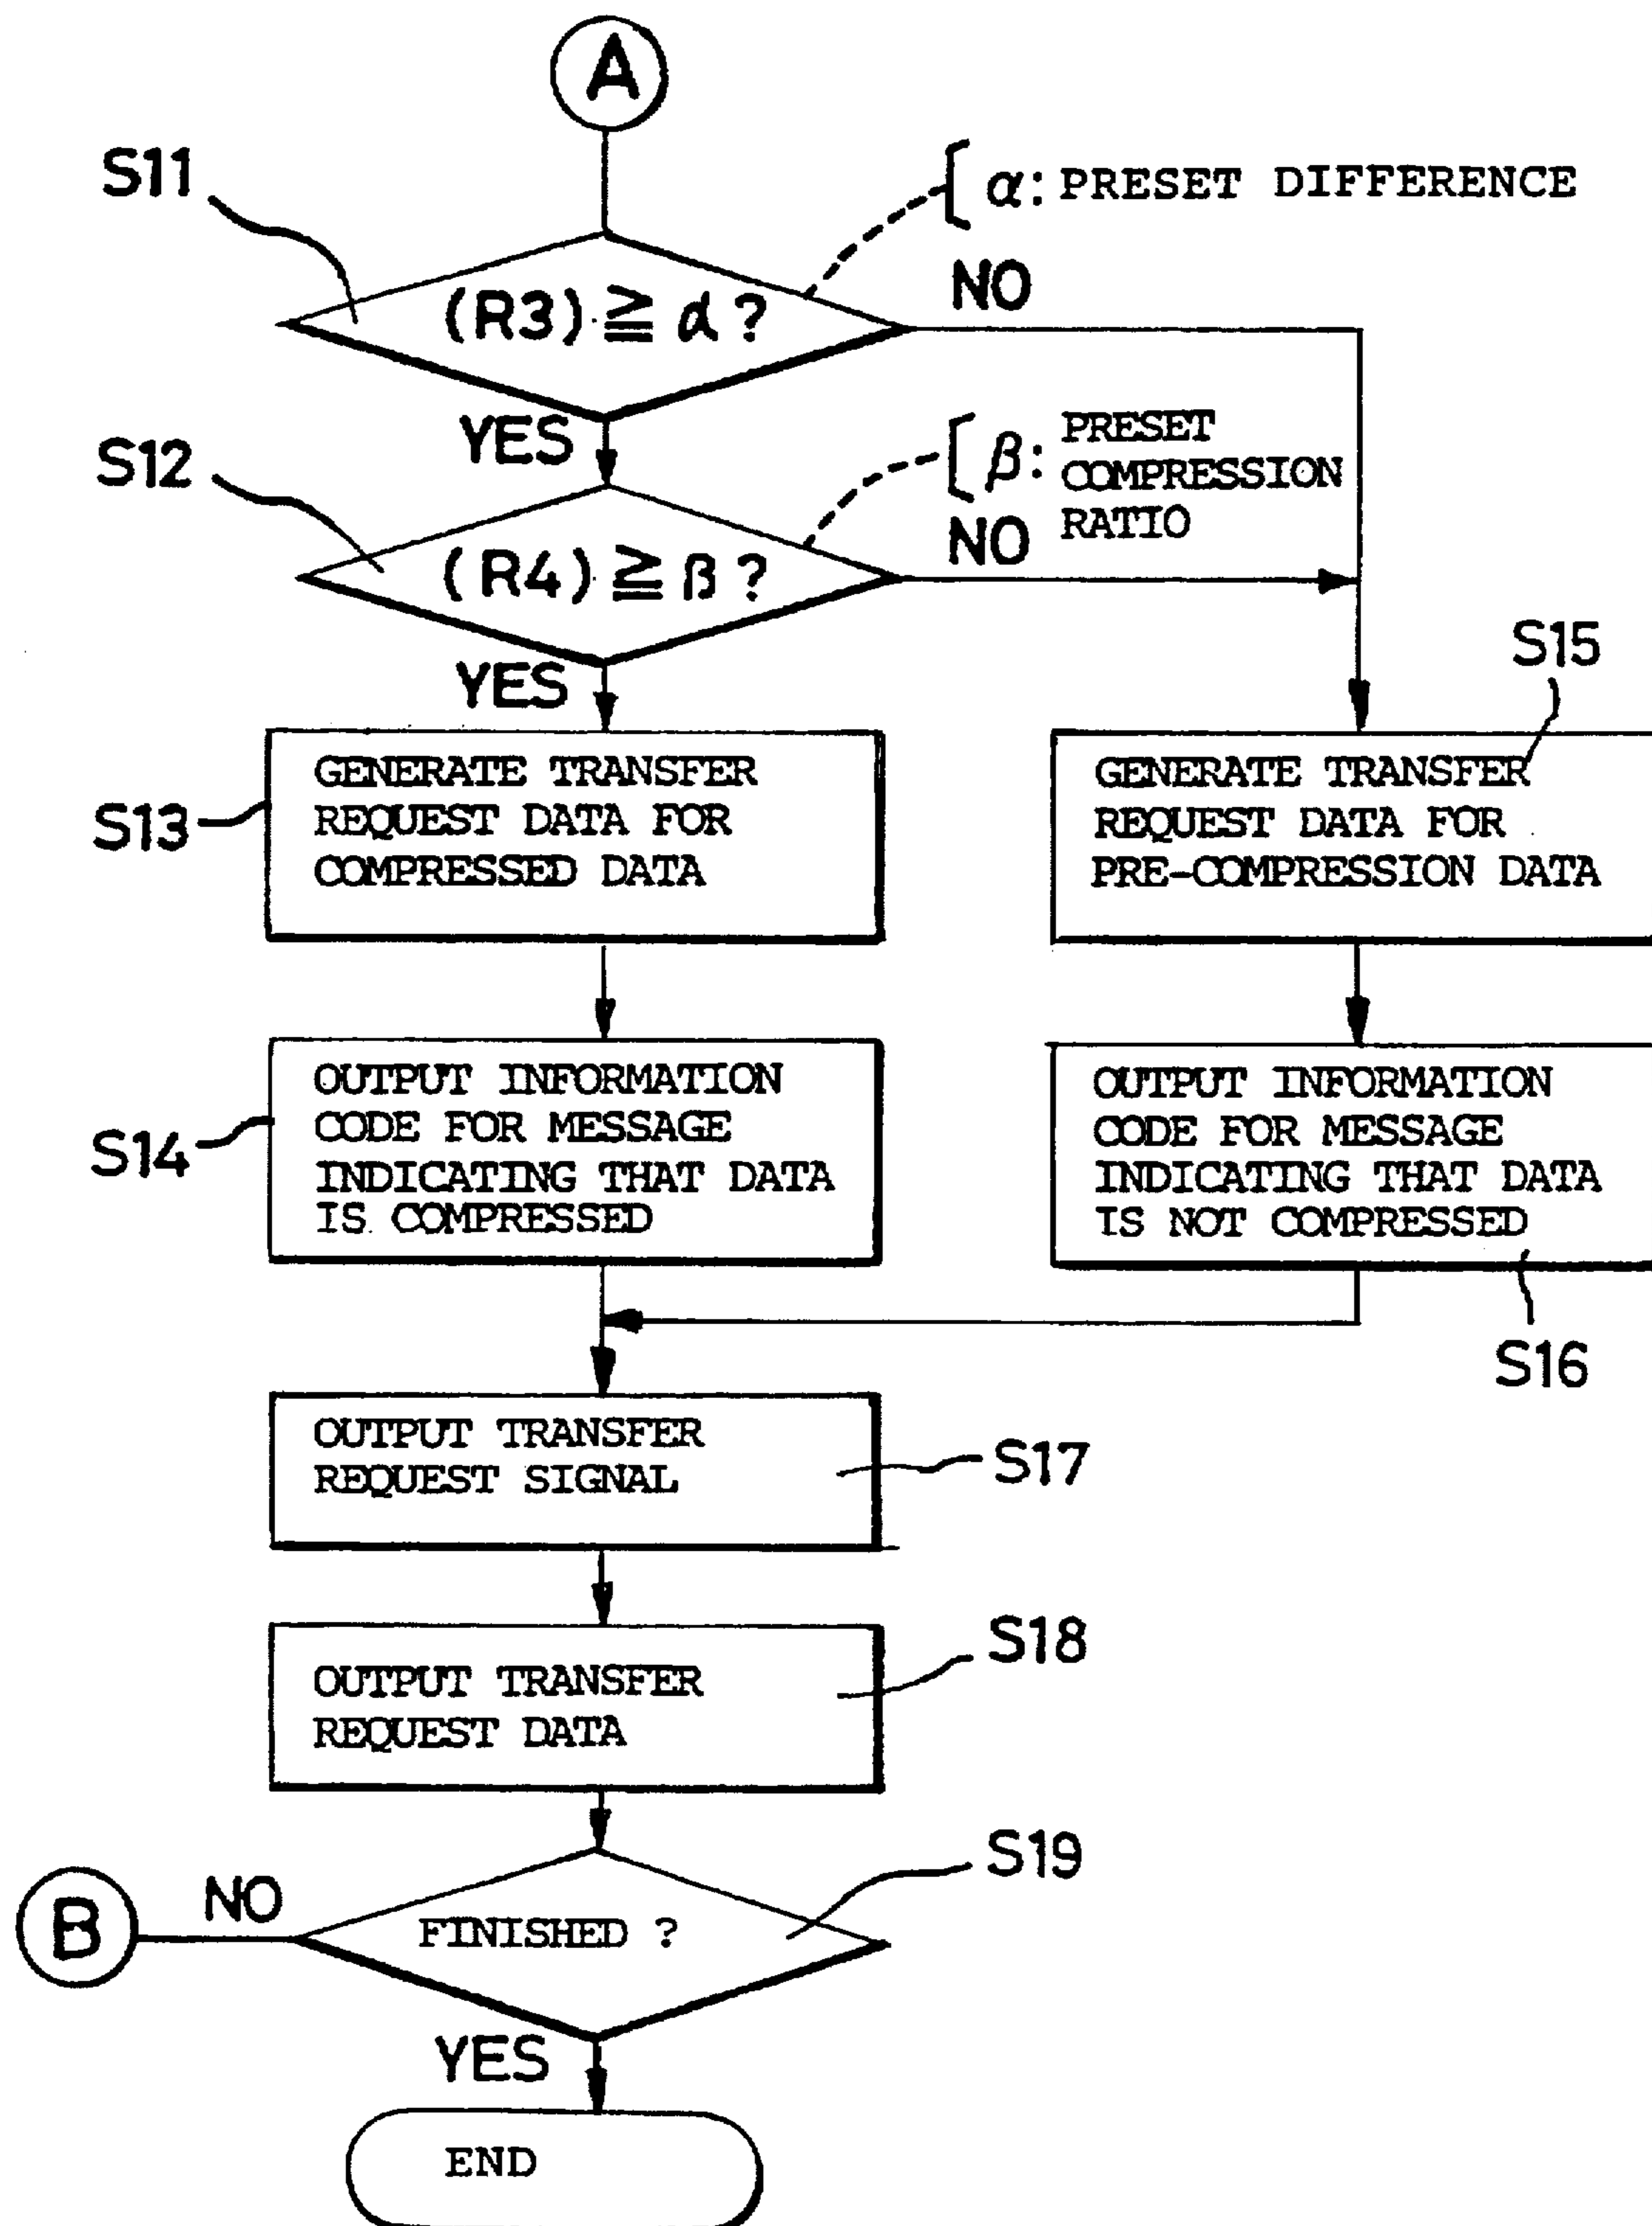 A
S11
α: PRESET DIFFERENCE
(R3) ≧ α ?
NO
YES
S12
β: PRESET
COMPRESSION
RATIO
(R4) ≧ β ?
NO
YES
S15
S13
GENERATE TRANSFER
REQUEST DATA FOR
COMPRESSED DATA
GENERATE TRANSFER
REQUEST DATA FOR
PRE-COMPRESSION DATA
S14
OUTPUT INFORMATION
CODE FOR MESSAGE
INDICATING THAT DATA
IS COMPRESSED
OUTPUT INFORMATION
CODE FOR MESSAGE
INDICATING THAT DATA
IS NOT COMPRESSED
S16
OUTPUT TRANSFER
REQUEST SIGNAL
S17
OUTPUT TRANSFER
REQUEST DATA
S18
S19
B
NO
FINISHED ?
YES
END